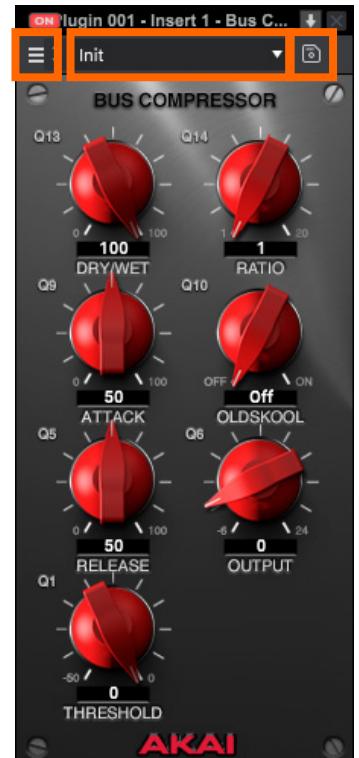 ON Plugin 001 - Insert 1 - Bus C...
Init
BUS COMPRESSOR
Q13 Q14
0 100 1 20
100 1
DRY/WET RATIO
Q9 Q10
0 100 OFF ON
50 Off
ATTACK OLDSKOOL
Q5 Q6
0 100 -6 24
50 0
RELEASE OUTPUT
Q1
-50 0
0
THRESHOLD
AKAI